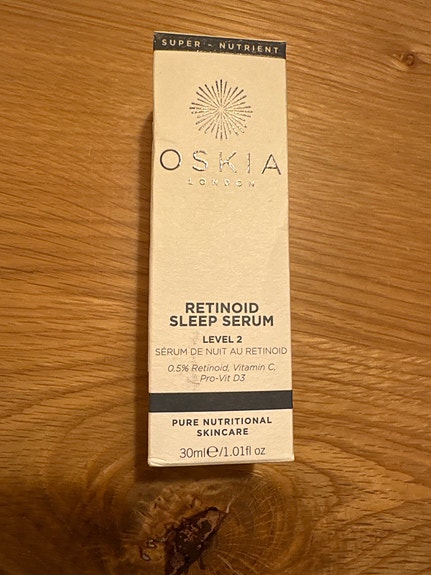 SUPER - NUTRIENT
OSKIA
LONDON
RETINOID
SLEEP SERUM
LEVEL 2
SÉRUM DE NUIT AU RETINOID
0.5% Retinoid, Vitamin C,
Pro-Vit D3
PURE NUTRITIONAL
SKINCARE
30ml℮/1.01fl oz